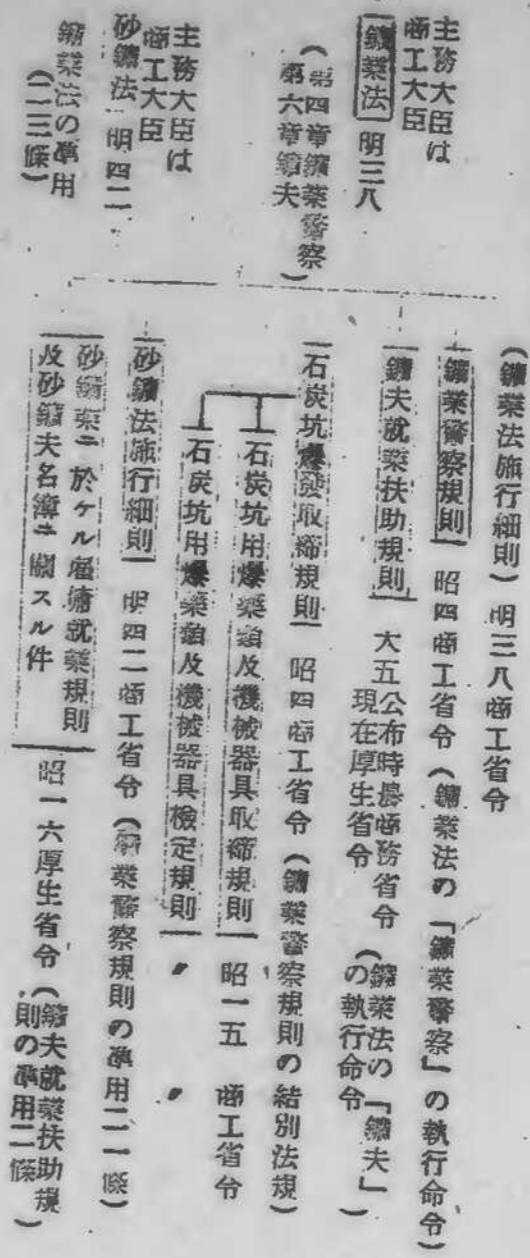 主務大臣は
商工大臣
鑛業法 明三八
(第四章鑛業警察
第六章鑛夫)
主務大臣は
商工大臣
砂鑛法 明四二
鑛業法の準用
(二三條)
(鑛業法施行細則) 明三八商工省令
鑛業警察規則 昭四商工省令(鑛業法の「鑛業警察」の執行命令)
鑛夫就業扶助規則 大五公布時農商務省令
現在厚生省令
(鑛業法の「鑛夫」
の執行命令)
石炭坑爆發取締規則 昭四商工省令(鑛業警察規則の結別法規)
石炭坑用爆藥類及機械器具取締規則 昭一五 商工省令
石炭坑用爆藥類及機械器具檢定規則 〃 〃
砂鑛法施行細則 明四二商工省令(鑛業警察規則の準用二一條)
砂鑛業ニ於ケル雇傭就業規則
及砂鑛夫名簿ニ關スル件
昭一六厚生省令(鑛夫就業扶助規
則の準用二條)